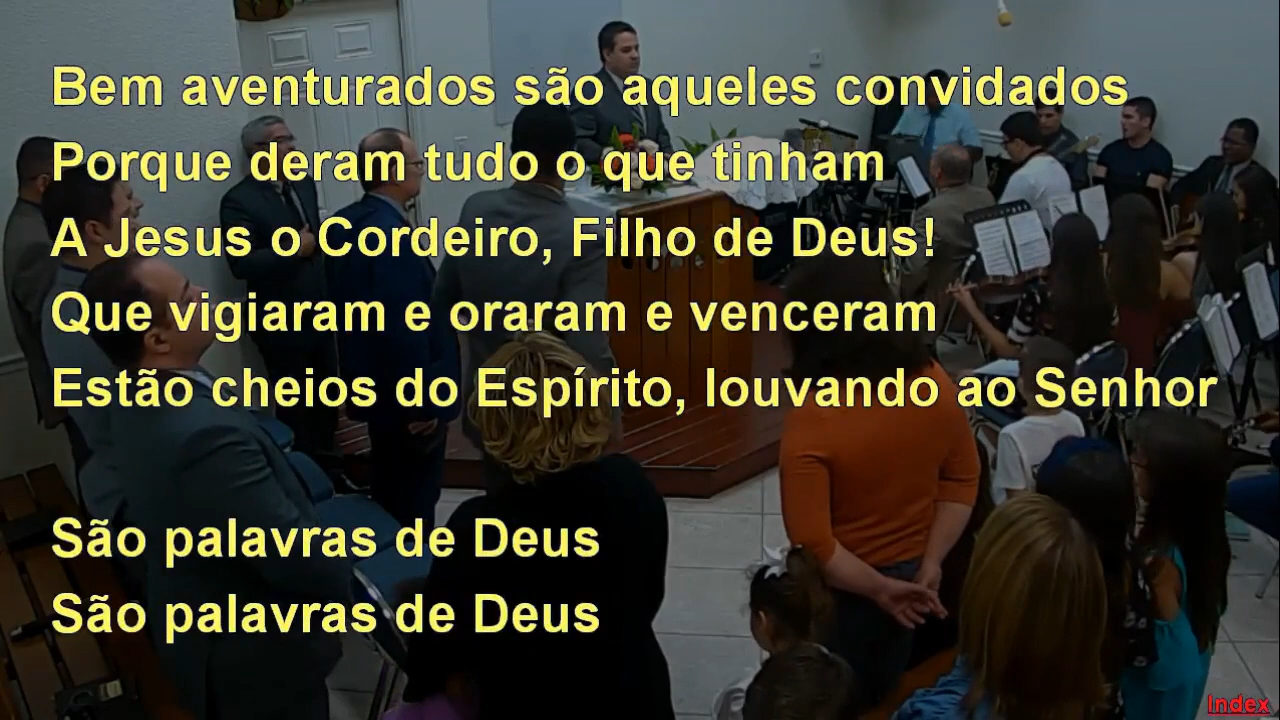 Bem aventurados são aqueles convidados
Porque deram tudo o que tinham
A Jesus o Cordeiro, Filho de Deus!
Que vigiaram e oraram e venceram
Estão cheios do Espírito, louvando ao Senhor
São palavras de Deus
São palavras de Deus
Index